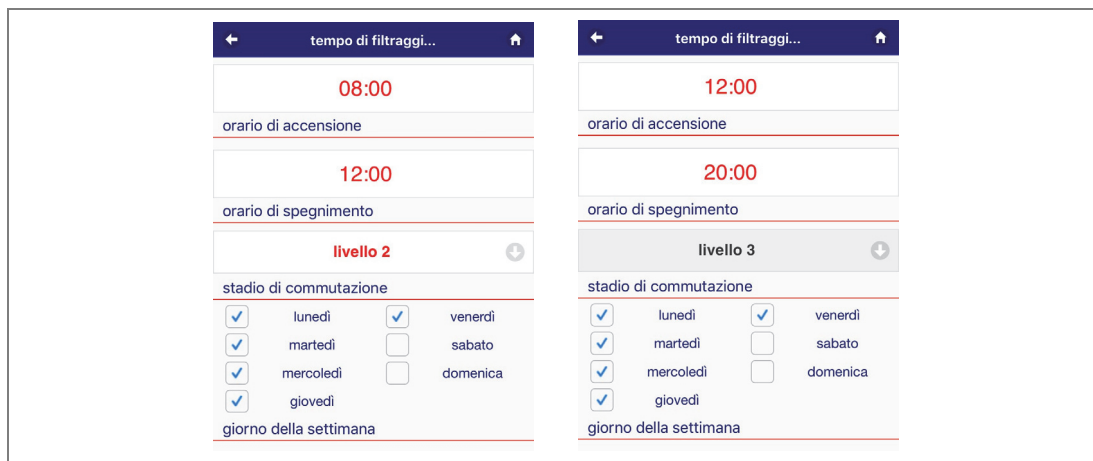 tempo di filtraggi...
08:00
orario di accensione
12:00
orario di spegnimento
livello 2
stadio di commutazione
lunedì venerdì
martedì sabato
mercoledì domenica
giovedì
giorno della settimana
tempo di filtraggi...
12:00
orario di accensione
20:00
orario di spegnimento
livello 3
stadio di commutazione
lunedì venerdì
martedì sabato
mercoledì domenica
giovedì
giorno della settimana